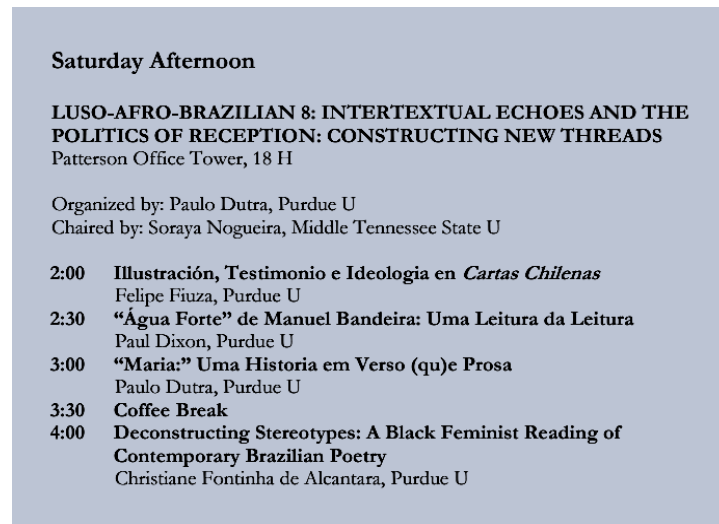 Saturday Afternoon
LUSO-AFRO-BRAZILIAN 8: INTERTEXTUAL ECHOES AND THE
POLITICS OF RECEPTION: CONSTRUCTING NEW THREADS
Patterson Office Tower, 18 H
Organized by: Paulo Dutra, Purdue U
Chaired by: Soraya Nogueira, Middle Tennessee State U
2:00 Illustración, Testimonio e Ideologia en Cartas Chilenas
Felipe Fiuza, Purdue U
2:30 “Água Forte” de Manuel Bandeira: Uma Leitura da Leitura
Paul Dixon, Purdue U
3:00 “Maria:” Uma Historia em Verso (qu)e Prosa
Paulo Dutra, Purdue U
3:30 Coffee Break
4:00 Deconstructing Stereotypes: A Black Feminist Reading of
Contemporary Brazilian Poetry
Christiane Fontinha de Alcantara, Purdue U